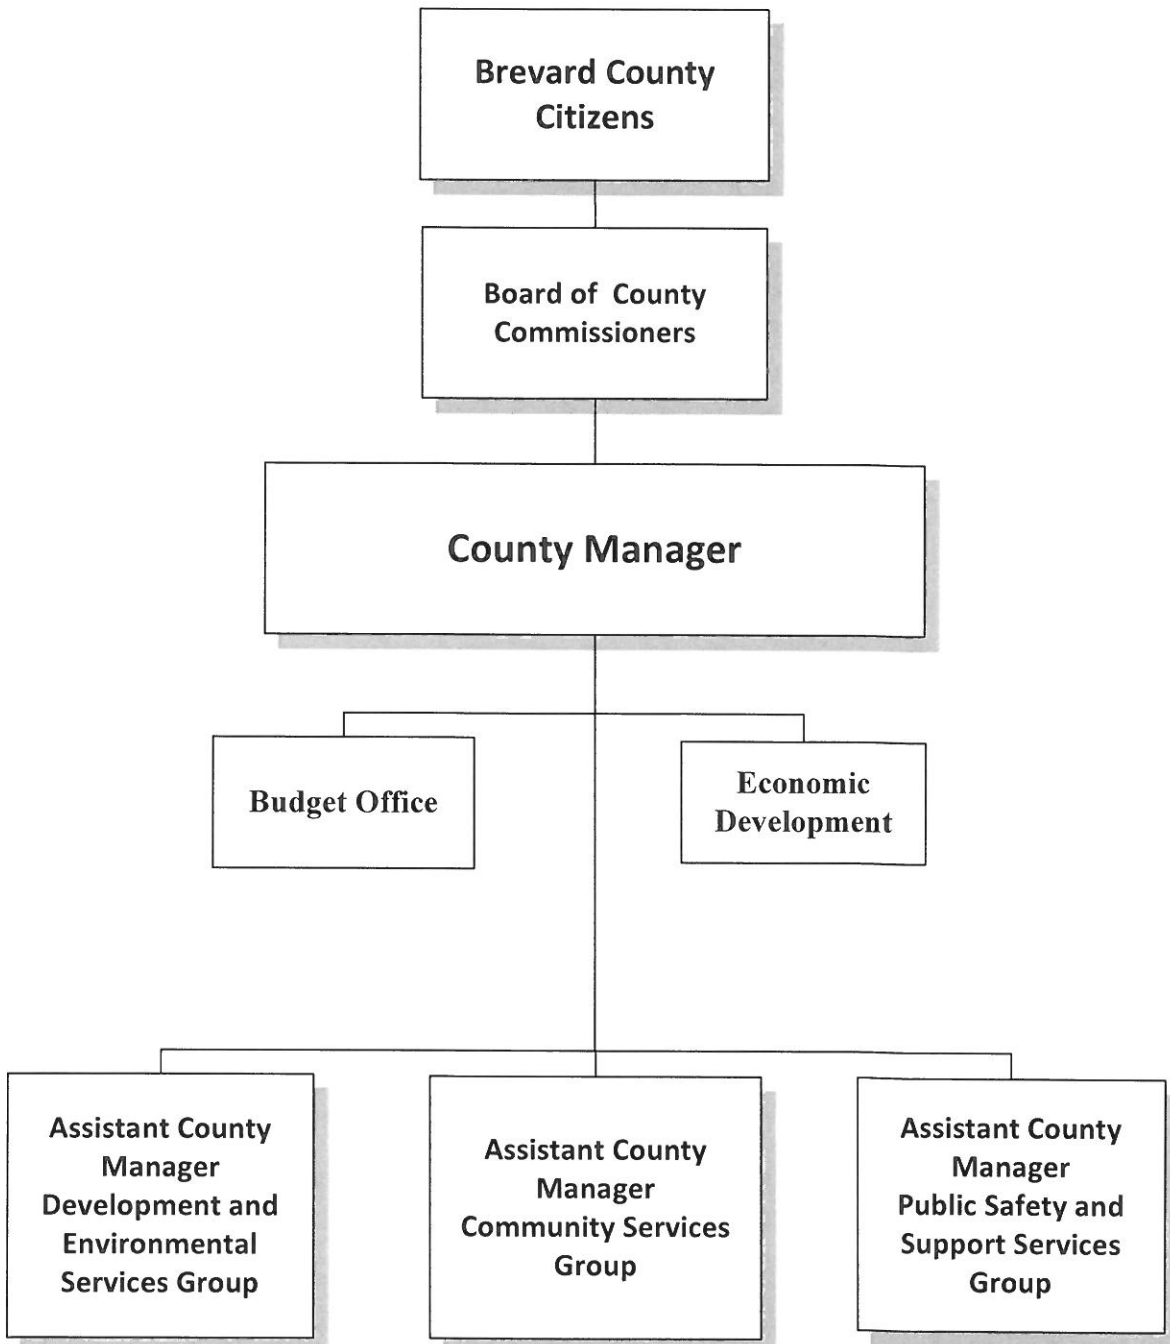 Brevard County
Citizens
Board of County
Commissioners
County Manager
Budget Office
Economic
Development
Assistant County
Manager
Development and
Environmental
Services Group
Assistant County
Manager
Community Services
Group
Assistant County
Manager
Public Safety and
Support Services
Group